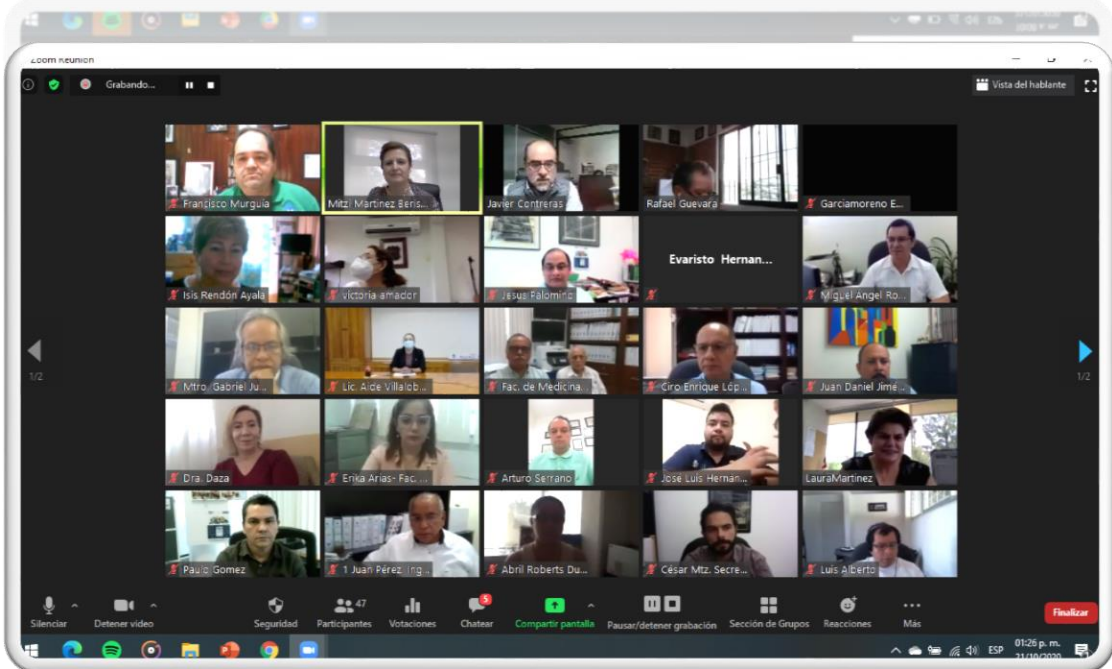 Zoom Reunión
Grabando...
Vista del hablante
Francisco Murguia
Mitzi Martínez Beris...
Javier Contreras
Rafael Guevara
Garciamoreno E...
Isis Rendón Ayala
victoria amador
Jesus Palomino
Evaristo Hernan...
Miguel Angel Ro...
1/2
Mtro. Gabriel Ju...
Lic. Aide Villalob...
Fac. de Medicina...
Ciro Enrique Lóp...
Juan Daniel Jime...
1/2
Dra. Daza
Erika Arias- Fac. ...
Arturo Serrano
Jose Luis Hernan...
LauraMartinez
Paulo Gomez
1 Juan Pérez- Ing...
Abril Roberts Du...
César Mtz. Secre...
Luis Alberto
Silenciar
Detener video
Seguridad
47
Participantes
Votaciones
5
Chatear
Compartir pantalla
Pausar/detener grabación
Sección de Grupos
Reacciones
Más
Finalizar
ESP
01:26 p. m.
21/10/2020